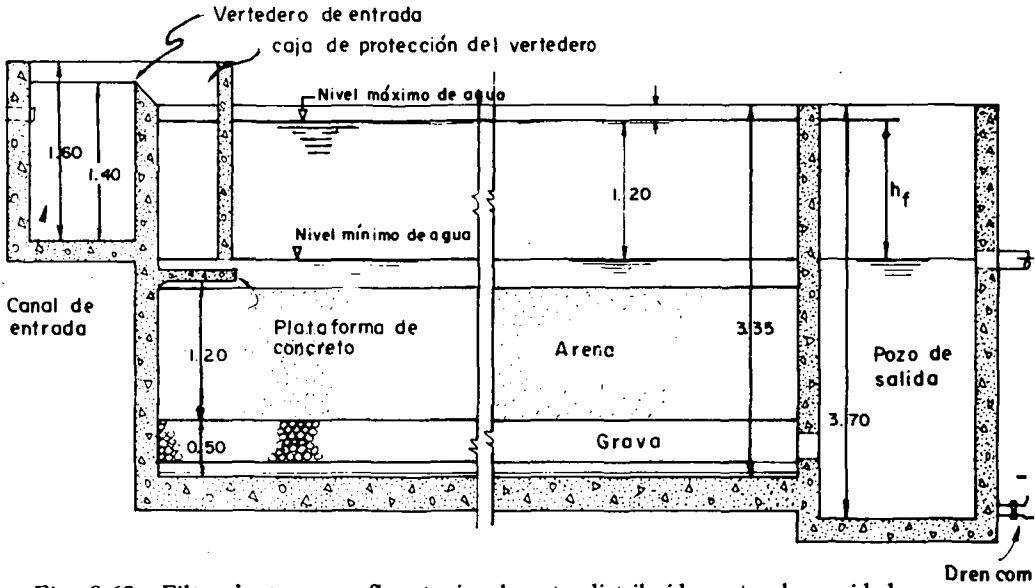 Vertedero de entrada
caja de protección del vertedero
Nivel máximo de agua
1.60
1.40
1.20
hf
Nivel mínimo de agua
Canal de
entrada
Plataforma de
concreto
1.20
Arena
3.35
Pozo de
salida
3.70
0.50
Grava
Dren com